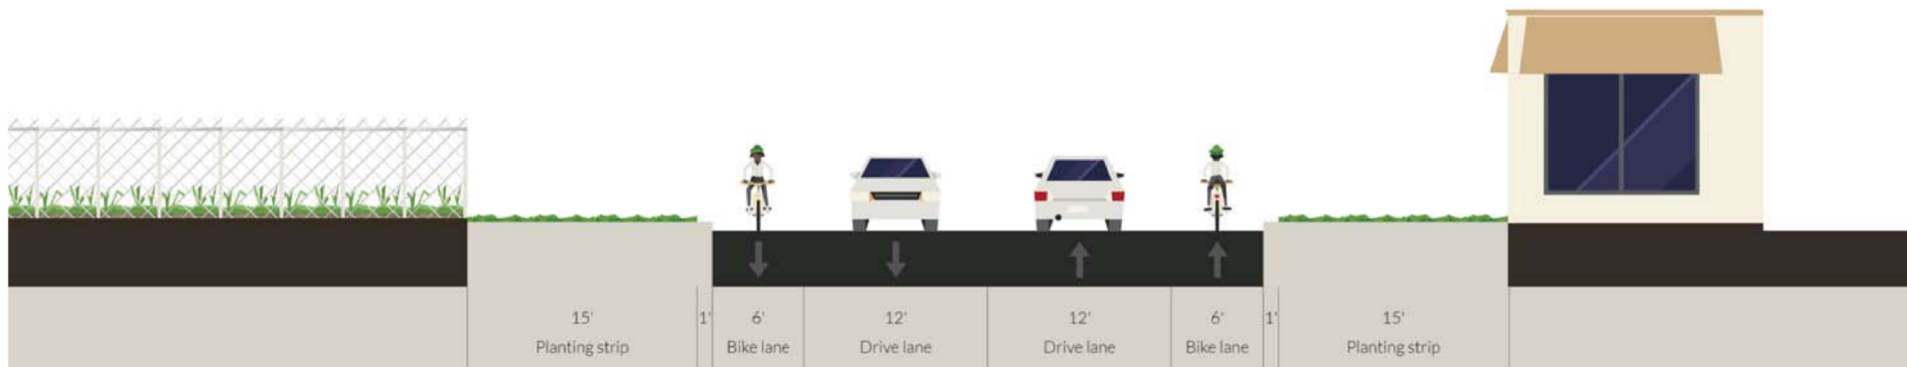 15' 1' 6' 12' 12' 6' 1' 15'
Planting strip Bike lane Drive lane Drive lane Bike lane Planting strip